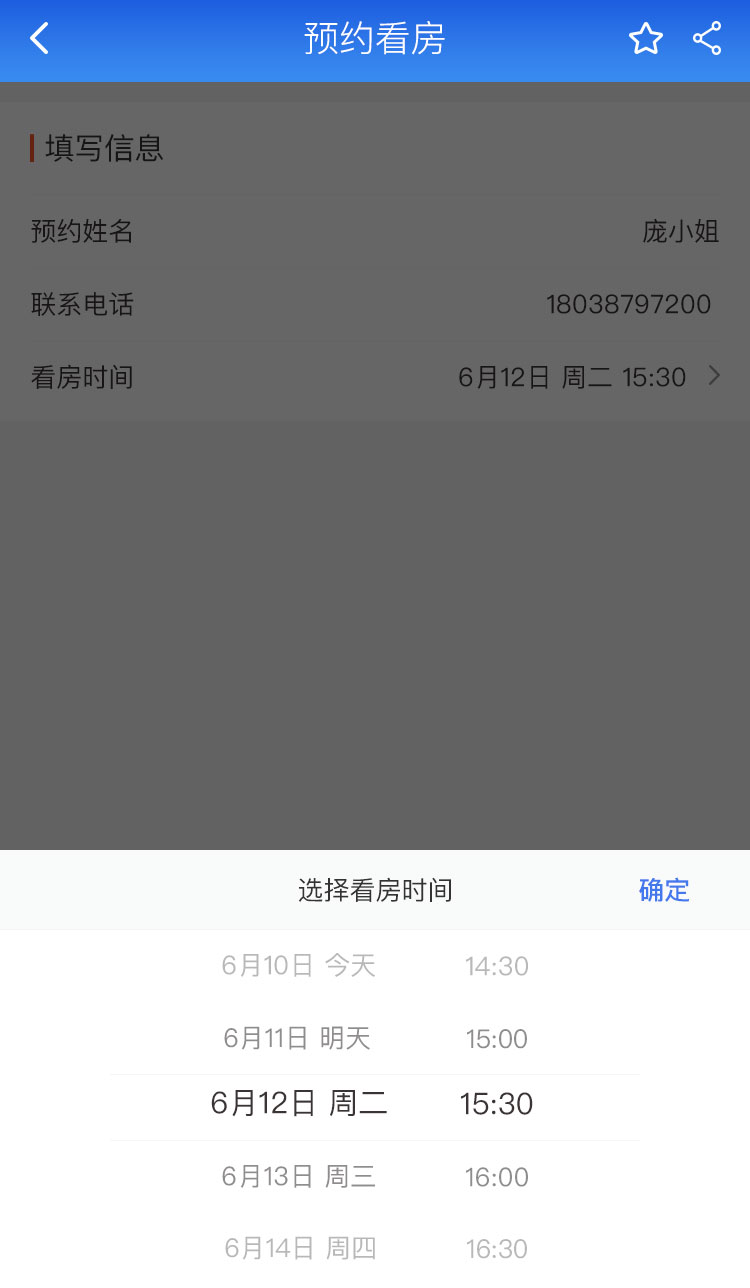 预约看房
填写信息
预约姓名 庞小姐
联系电话 18038797200
看房时间 6月12日 周二 15:30
选择看房时间 确定
6月10日 今天 14:30
6月11日 明天 15:00
6月12日 周二 15:30
6月13日 周三 16:00
6月14日 周四 16:30